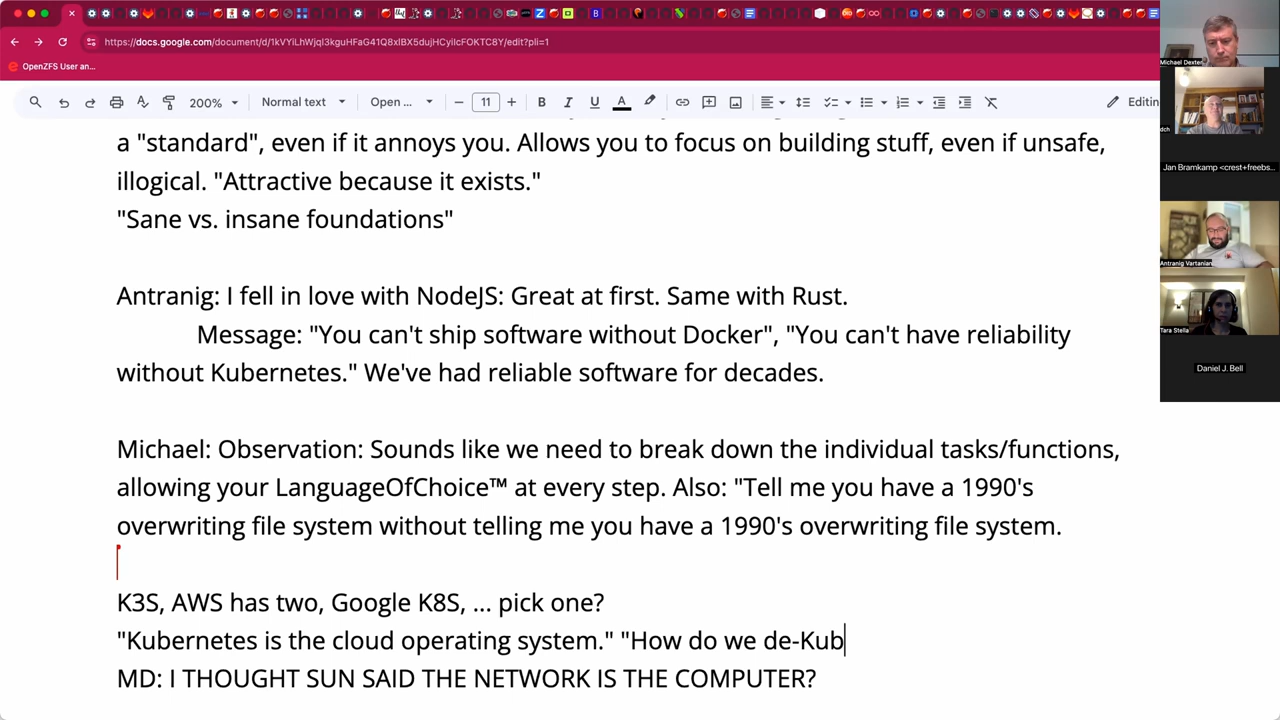 https://docs.google.com/document/d/1kVYiLhWjqI3kguHFaG41Q8xIBX5dujHCyiIcFOKTC8Y/edit?pli=1
OpenZFS User an...
200%
Normal text
Open ...
11
Editin
a "standard", even if it annoys you. Allows you to focus on building stuff, even if unsafe,
illogical. "Attractive because it exists."
"Sane vs. insane foundations"
Antranig: I fell in love with NodeJS: Great at first. Same with Rust.
Message: "You can't ship software without Docker", "You can't have reliability
without Kubernetes." We've had reliable software for decades.
Michael: Observation: Sounds like we need to break down the individual tasks/functions,
allowing your LanguageOfChoice™ at every step. Also: "Tell me you have a 1990's
overwriting file system without telling me you have a 1990's overwriting file system.
K3S, AWS has two, Google K8S, ... pick one?
"Kubernetes is the cloud operating system." "How do we de-Kub
MD: I THOUGHT SUN SAID THE NETWORK IS THE COMPUTER?
Michael Dexter
dch
Jan Bramkamp <crest+freebs...
Antranig Vartanian
Tara Stella
Daniel J. Bell